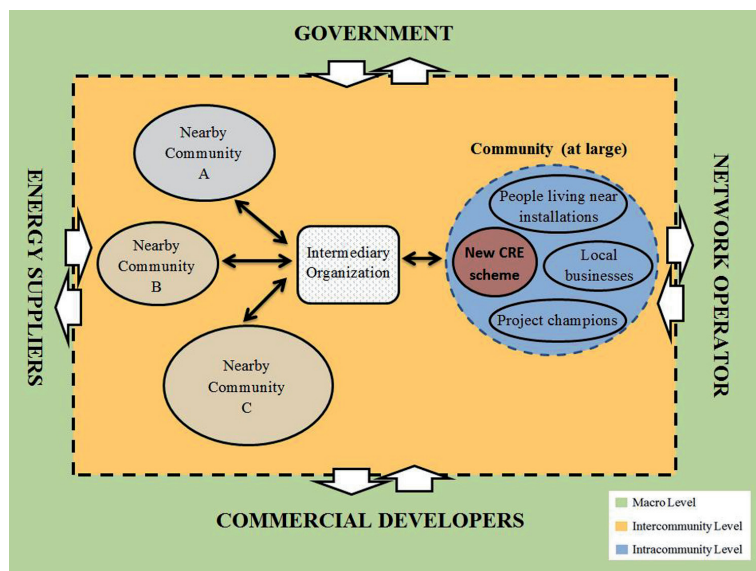 GOVERNMENT
ENERGY SUPPLIERS
NETWORK OPERATOR
COMMERCIAL DEVELOPERS
Nearby
Community
A
Nearby
Community
B
Nearby
Community
C
Intermediary
Organization
Community (at large)
People living near
installations
New CRE
scheme
Local
businesses
Project champions
Macro Level
Intercommunity Level
Intracommunity Level